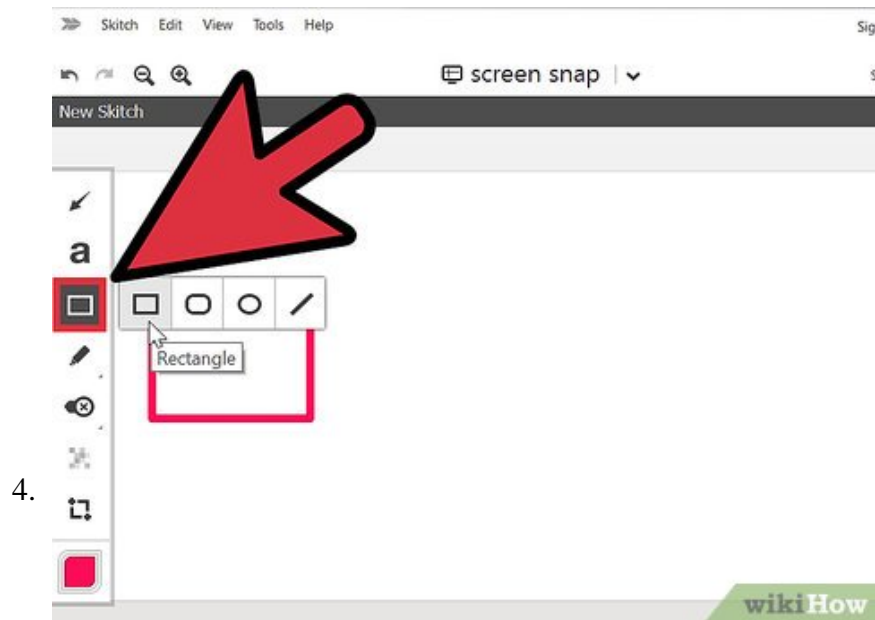 Skitch Edit View Tools Help Sig
screen snap
New Skitch
a
Rectangle
4.
wikiHow